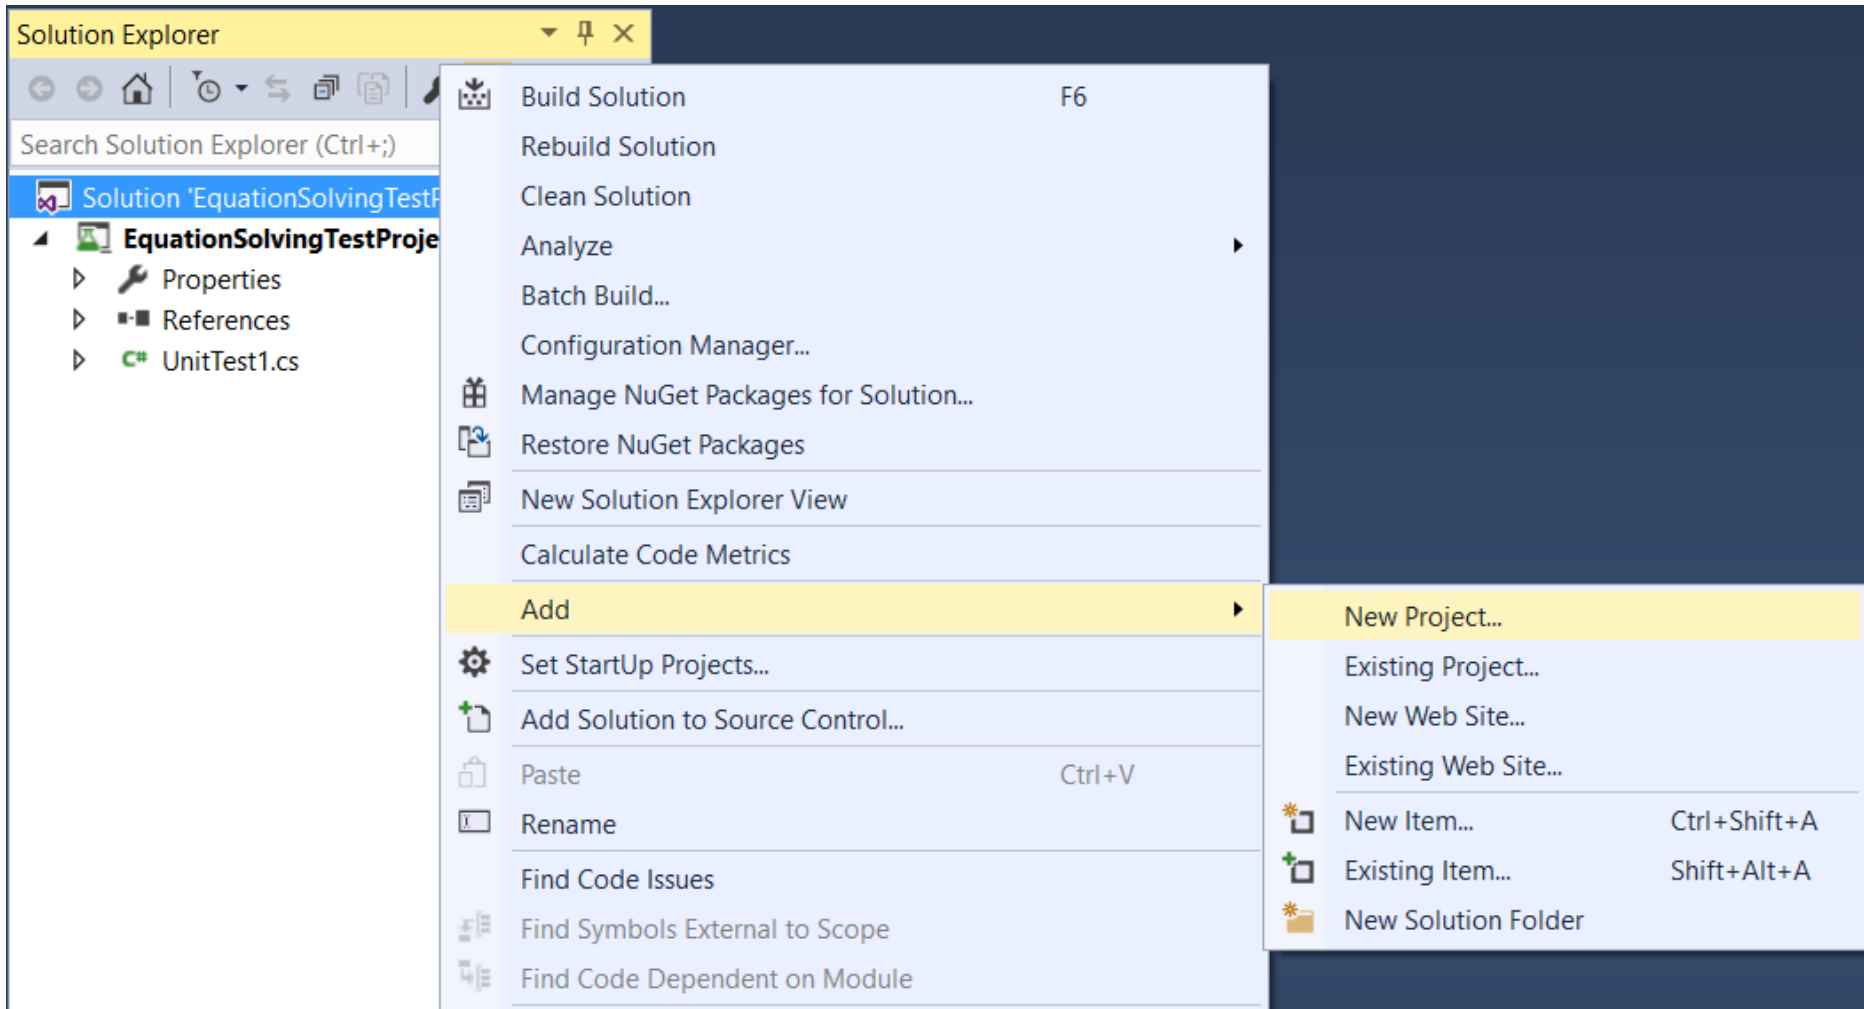 Solution Explorer
Search Solution Explorer (Ctrl+;)
Solution 'EquationSolvingTestP
EquationSolvingTestProje
Properties
References
C# UnitTest1.cs
Build Solution F6
Rebuild Solution
Clean Solution
Analyze
Batch Build...
Configuration Manager...
Manage NuGet Packages for Solution...
Restore NuGet Packages
New Solution Explorer View
Calculate Code Metrics
Add
Set StartUp Projects...
Add Solution to Source Control...
Paste Ctrl+V
Rename
Find Code Issues
Find Symbols External to Scope
Find Code Dependent on Module
New Project...
Existing Project...
New Web Site...
Existing Web Site...
New Item... Ctrl+Shift+A
Existing Item... Shift+Alt+A
New Solution Folder